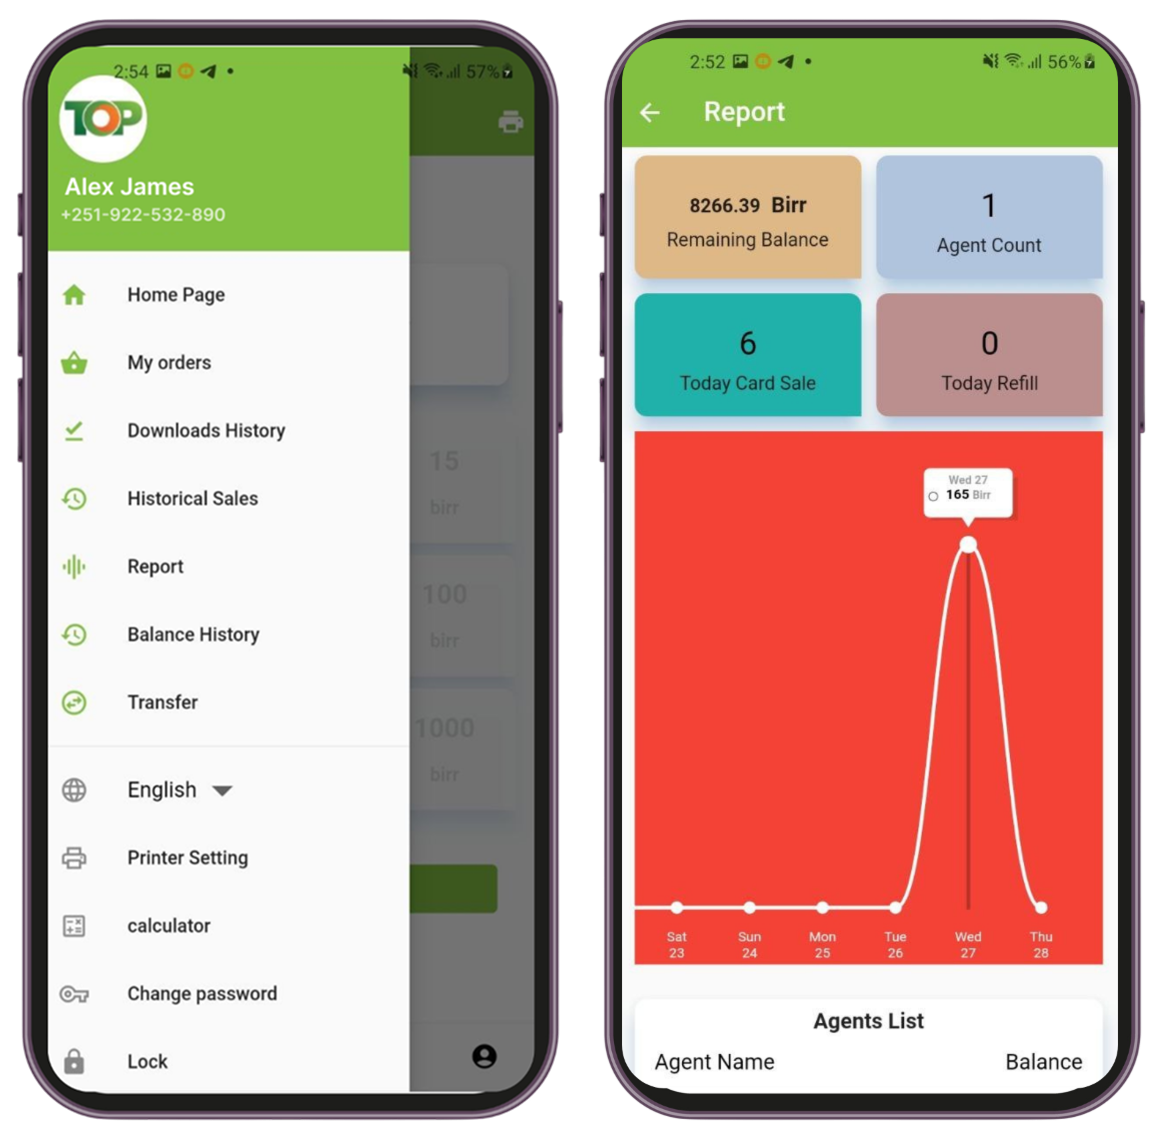 2:54
57%
TOP
Alex James
+251-922-532-890
Home Page
My orders
Downloads History
Historical Sales
Report
Balance History
Transfer
English
Printer Setting
calculator
Change password
Lock
15
birr
100
birr
1000
birr
2:52
56%
Report
8266.39 Birr
Remaining Balance
1
Agent Count
6
Today Card Sale
0
Today Refill
Wed 27
165 Birr
Sat Sun Mon Tue Wed Thu
23 24 25 26 27 28
Agents List
Agent Name Balance